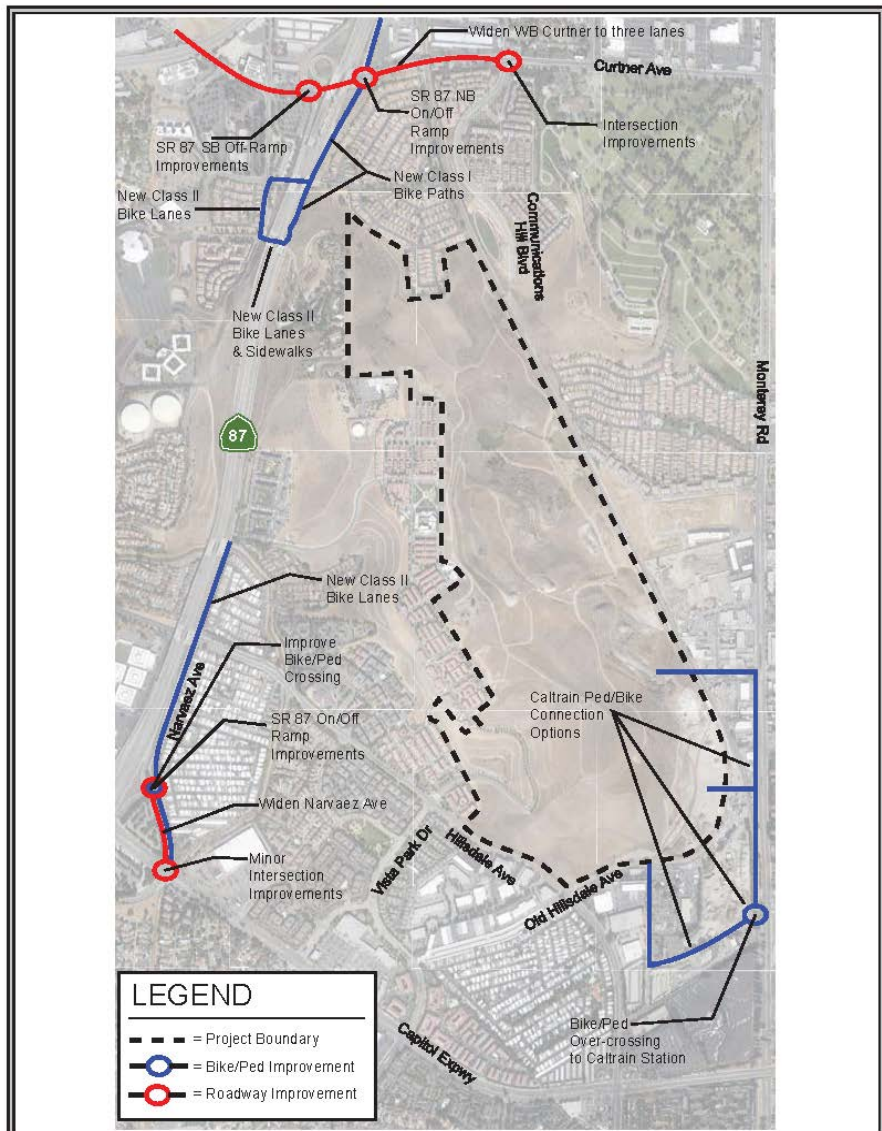 Widen WB Curtner to three lanes
Curtner Ave
SR 87 SB Off-Ramp
Improvements
SR 87 NB
On/Off
Ramp
Improvements
Intersection
Improvements
New Class II
Bike Lanes
New Class I
Bike Paths
Communications
Hill Blvd
New Class II
Bike Lanes
& Sidewalks
Monterey Rd
87
New Class II
Bike Lanes
Improve
Bike/Ped
Crossing
Narvaez Ave
SR 87 On/Off
Ramp
Improvements
Caltrain Ped/Bike
Connection
Options
Widen Narvaez Ave
Minor
Intersection
Improvements
Vista Park Dr
Hillsdale Ave
Old Hillsdale Ave
Capitol Expwy
Bike/Ped
Over-crossing
to Caltrain Station
LEGEND
= Project Boundary
= Bike/Ped Improvement
= Roadway Improvement